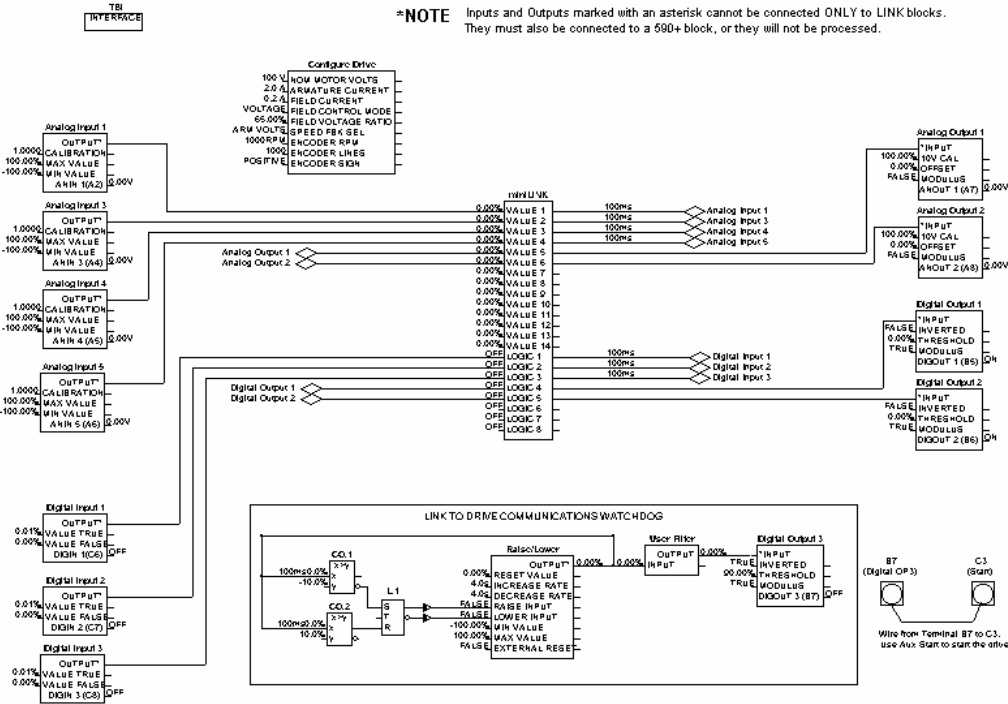 TBI
INTERFACE
*NOTE Inputs and Outputs marked with an asterisk cannot be connected ONLY to LINK blocks.
They must also be connected to a 590+ block, or they will not be processed.
Configure Drive
100 V NOM MOTOR VOLTS
2.0 A ARMATURE CURRENT
0.2 A FIELD CURRENT
VOLTAGE FIELD CONTROL MODE
65.00% FIELD VOLTAGE RATIO
ARM VOLTS SPEED FBK SEL
1000RPM ENCODER RPM
1000 ENCODER LINES
POSITIVE ENCODER SIGN
Analog Input 1
OUTPUT*
1.0000 CALIBRATION
100.00% MAX VALUE
-100.00% MIN VALUE
ANIN 1(A2) 0.00V
Analog Input 3
OUTPUT*
1.0000 CALIBRATION
100.00% MAX VALUE
-100.00% MIN VALUE
ANIN 3 (A4) 0.00V
Analog Input 4
OUTPUT*
1.0000 CALIBRATION
100.00% MAX VALUE
-100.00% MIN VALUE
ANIN 4 (A5) 0.00V
Analog Input 5
OUTPUT*
1.0000 CALIBRATION
100.00% MAX VALUE
-100.00% MIN VALUE
ANIN 5 (A6) 0.00V
Digital Input 1
OUTPUT*
0.01% VALUE TRUE
0.00% VALUE FALSE
DIGIN 1(C6) OFF
Digital Input 2
OUTPUT*
0.01% VALUE TRUE
0.00% VALUE FALSE
DIGIN 2 (C7) OFF
Digital Input 3
OUTPUT*
0.01% VALUE TRUE
0.00% VALUE FALSE
DIGIN 3 (C8) OFF
miniLINK
0.00% VALUE 1 100ms Analog Input 1
0.00% VALUE 2 100ms Analog Input 3
0.00% VALUE 3 100ms Analog Input 4
0.00% VALUE 4 100ms Analog Input 5
Analog Output 1 0.00% VALUE 5
Analog Output 2 0.00% VALUE 6
0.00% VALUE 7
0.00% VALUE 8
0.00% VALUE 9
0.00% VALUE 10
0.00% VALUE 11
0.00% VALUE 12
0.00% VALUE 13
0.00% VALUE 14
OFF LOGIC 1 100ms Digital Input 1
OFF LOGIC 2 100ms Digital Input 2
OFF LOGIC 3 100ms Digital Input 3
Digital Output 1 OFF LOGIC 4
Digital Output 2 OFF LOGIC 5
OFF LOGIC 6
OFF LOGIC 7
OFF LOGIC 8
Analog Output 1
*INPUT
100.00% 10V CAL
0.00% OFFSET
FALSE MODULUS
ANOUT 1 (A7) 0.00V
Analog Output 2
*INPUT
100.00% 10V CAL
0.00% OFFSET
FALSE MODULUS
ANOUT 2 (A8) 0.00V
Digital Output 1
*INPUT
FALSE INVERTED
0.00% THRESHOLD
TRUE MODULUS
DIGOUT 1 (B5) ON
Digital Output 2
*INPUT
FALSE INVERTED
0.00% THRESHOLD
TRUE MODULUS
DIGOUT 2 (B6) ON
LINK TO DRIVE COMMUNICATIONS WATCHDOG
CO.1
X>Y
100ms0.0% X
-10.0% Y
CO.2
X>Y
100ms0.0% X
10.0% Y
L1
S
T
R
Raise/Lower
OUTPUT* 0.00%
0.00% RESET VALUE
4.0s INCREASE RATE
4.0s DECREASE RATE
FALSE RAISE INPUT
FALSE LOWER INPUT
-100.00% MIN VALUE
100.00% MAX VALUE
FALSE EXTERNAL RESET
User Filter
OUTPUT 0.00%
0.00% INPUT
Digital Output 3
*INPUT
TRUE INVERTED
90.00% THRESHOLD
TRUE MODULUS
DIGOUT 3 (B7) OFF
B7
(Digital OP3)
C3
(Start)
Wire from Terminal B7 to C3.
use Aux Start to start the drive